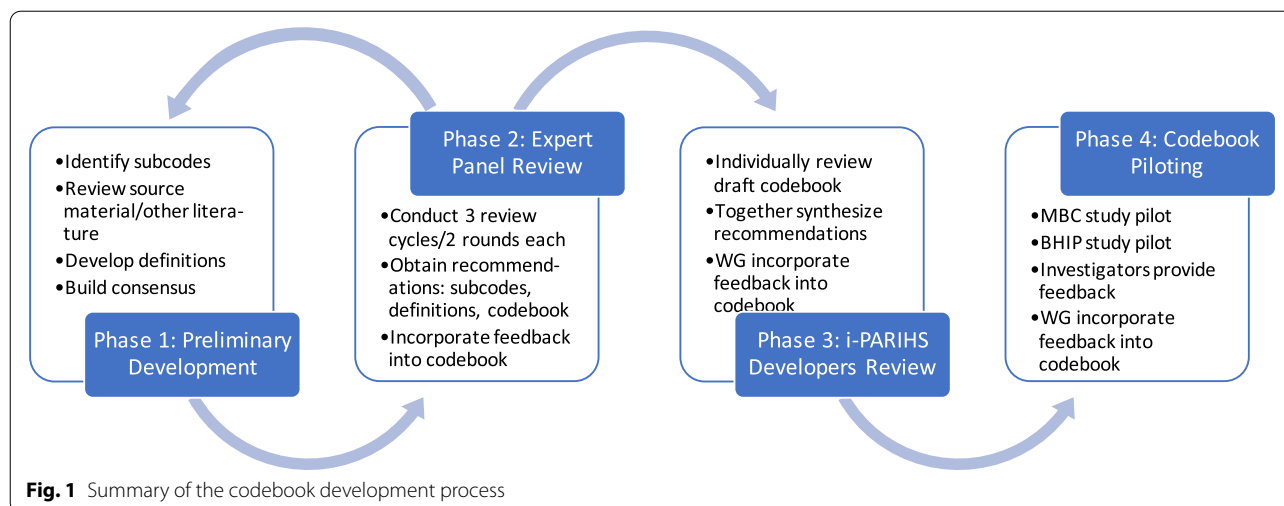 •Identify subcodes
•Review source
material/other litera-
ture
•Develop definitions
•Build consensus
Phase 1: Preliminary
Development
Phase 2: Expert
Panel Review
•Conduct 3 review
cycles/2 rounds each
•Obtain recommend-
ations: subcodes,
definitions, codebook
•Incorporate feedback
into codebook
•Individually review
draft codebook
•Together synthesize
recommendations
•WG incorporate
feedback into
codebook
Phase 3: i-PARIHS
Developers Review
Phase 4: Codebook
Piloting
•MBC study pilot
•BHIP study pilot
•Investigators provide
feedback
•WG incorporate
feedback into
codebook
Fig. 1 Summary of the codebook development process